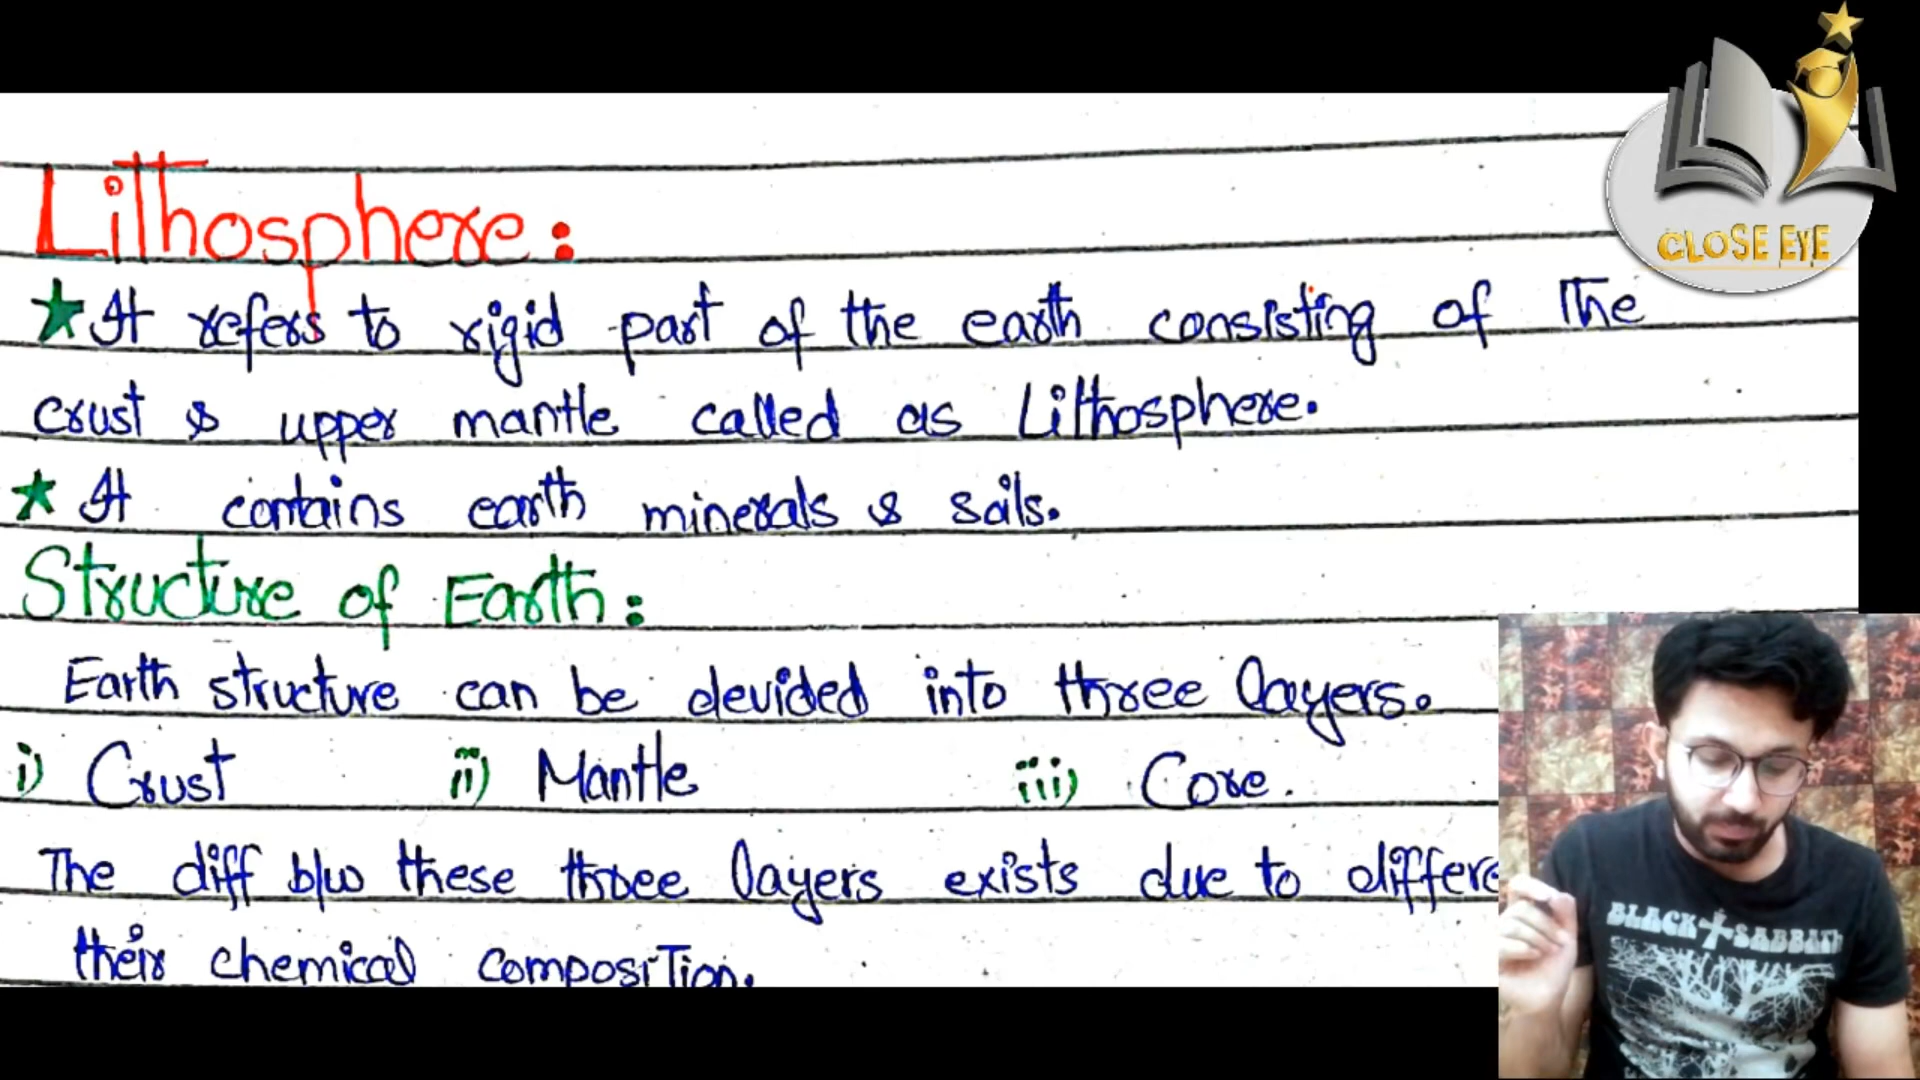 Lithosphere:
★ It refers to rigid part of the earth consisting of The
crust & upper mantle called as Lithosphere.
★ It contains earth minerals & soils.
Structure of Earth:
Earth structure can be devided into three layers.
i) Crust ii) Mantle iii) Core.
The diff b/w these three layers exists due to differe
their chemical composition.
CLOSE EYE
BLACK SABBATH